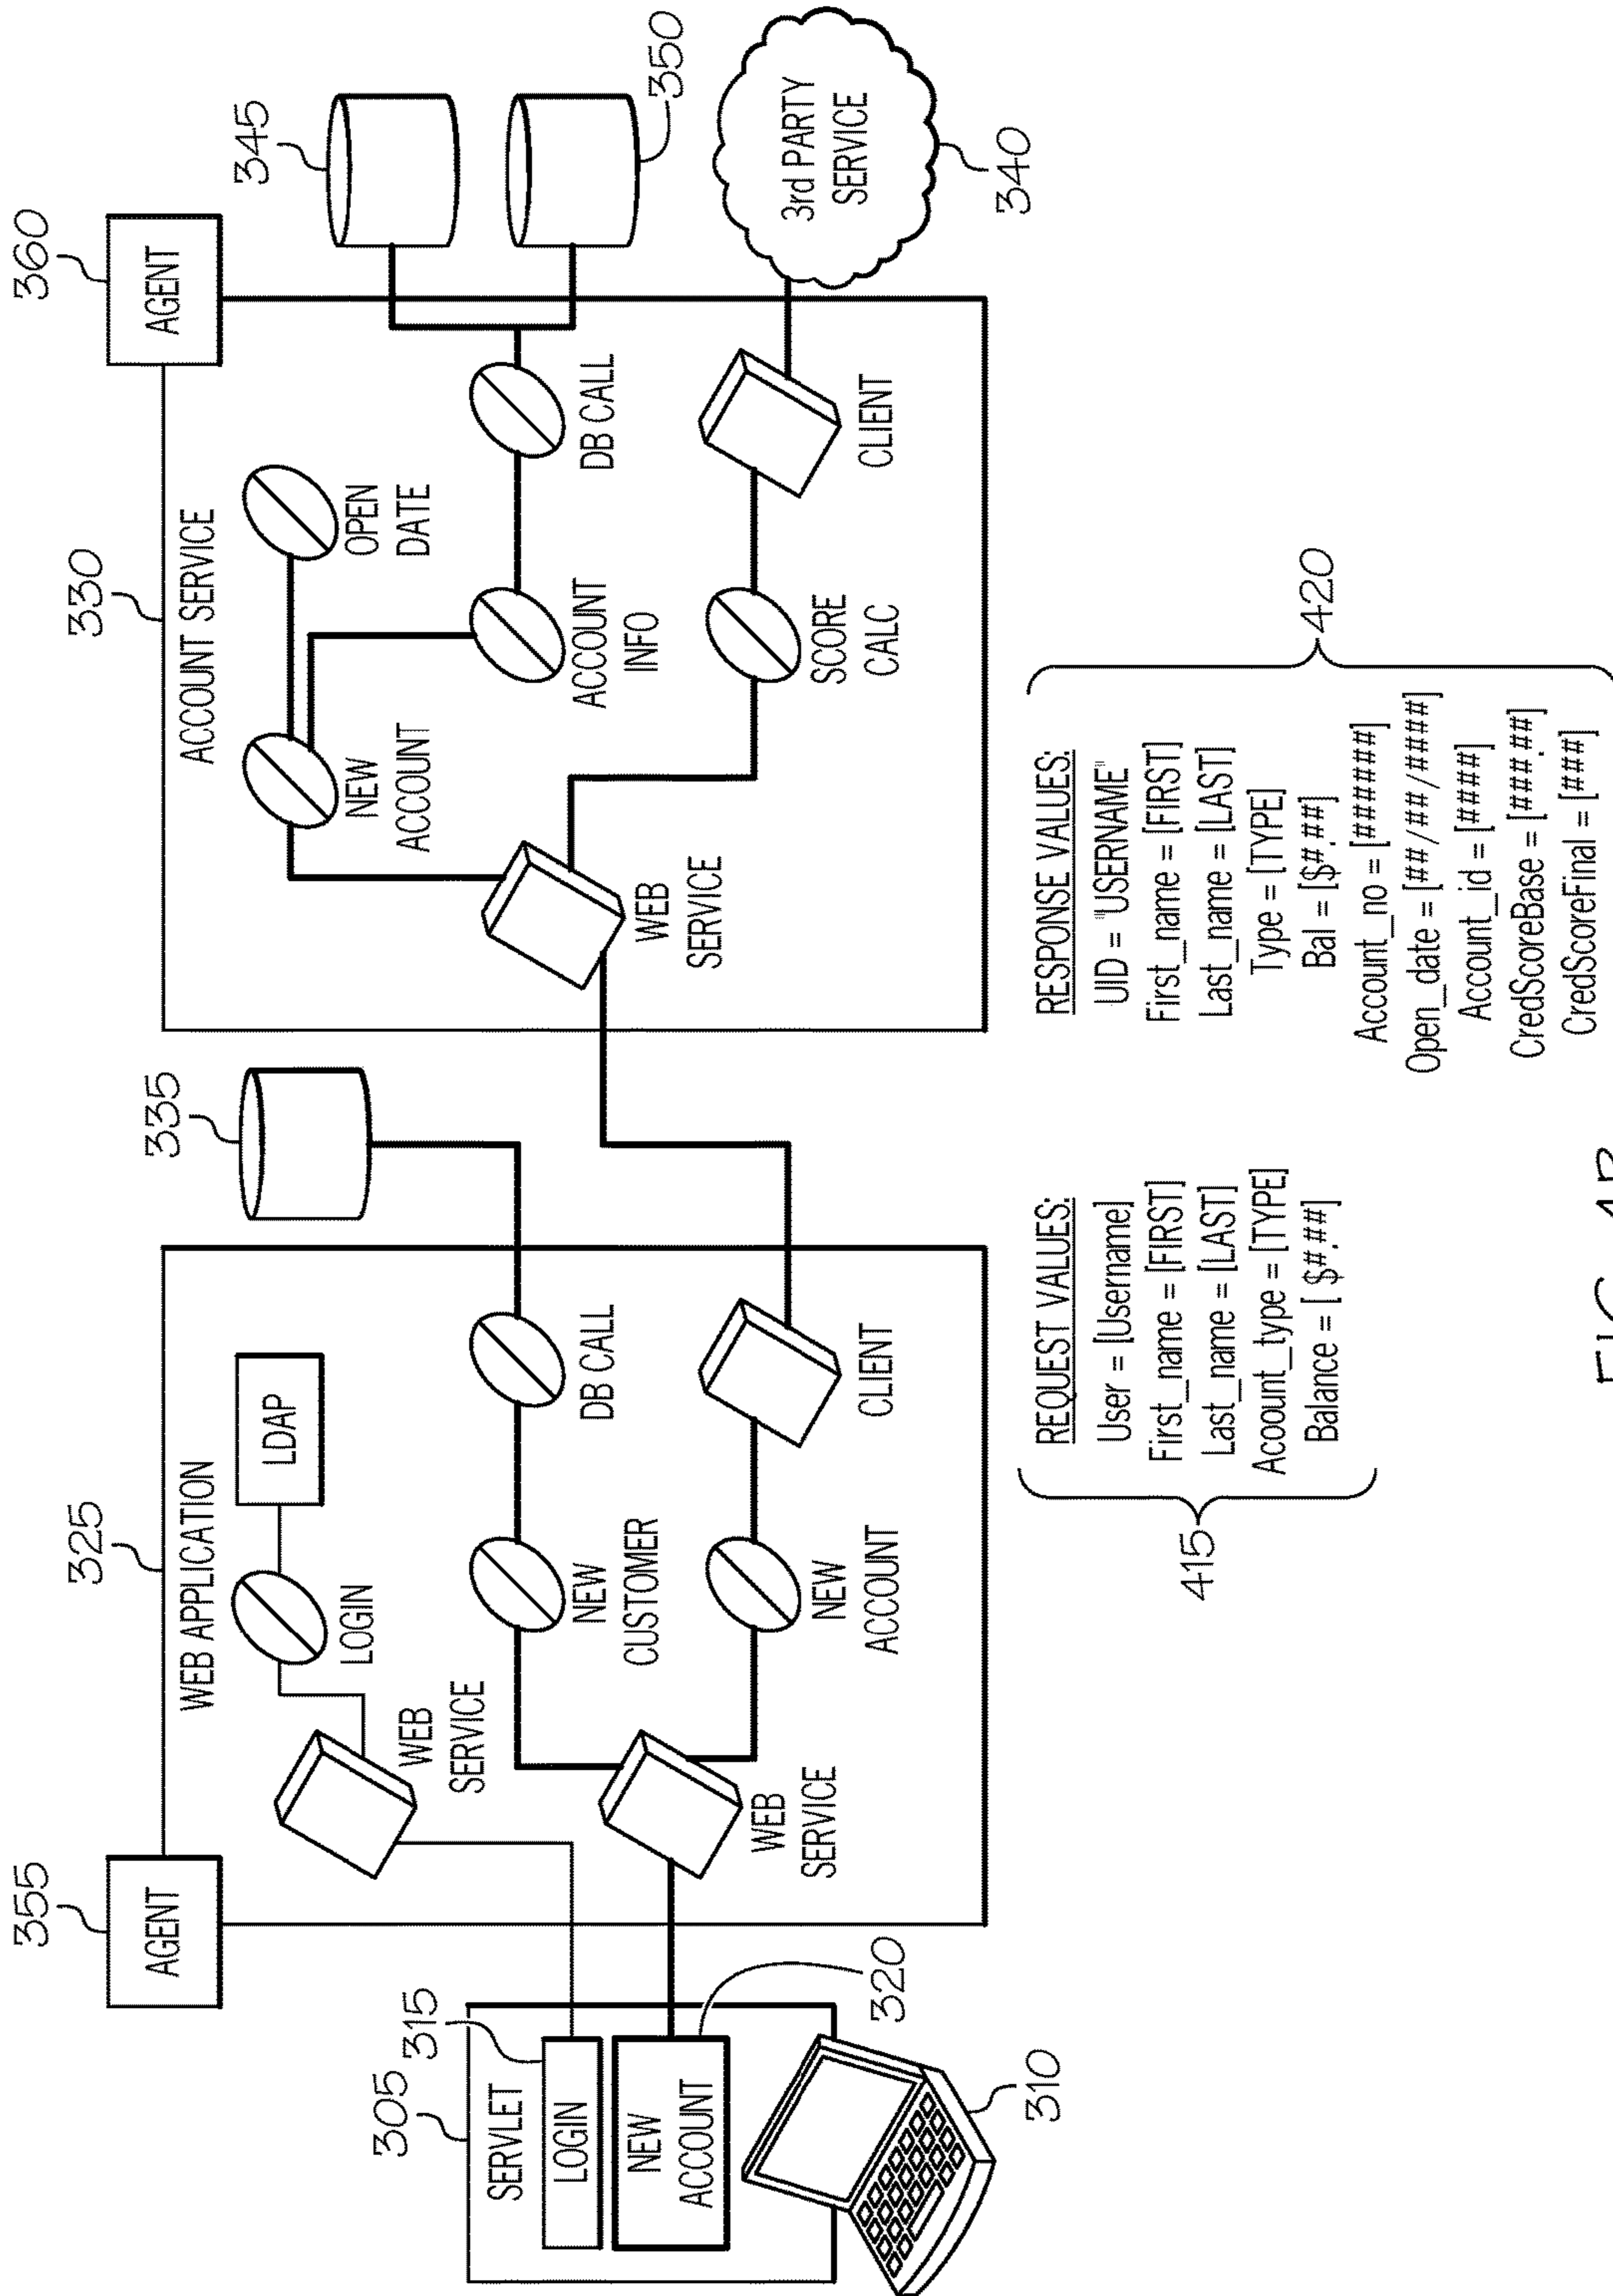 355
AGENT
325
WEB APPLICATION
335
330
ACCOUNT SERVICE
360
AGENT
345
350
305
315
SERVLET
LOGIN
NEW
ACCOUNT
320
310
WEB
SERVICE
LOGIN
LDAP
WEB
SERVICE
NEW
CUSTOMER
DB CALL
NEW
ACCOUNT
CLIENT
WEB
SERVICE
NEW
ACCOUNT
OPEN
DATE
ACCOUNT
INFO
DB CALL
SCORE
CALC
CLIENT
3rd PARTY
SERVICE
340
415
REQUEST VALUES:
User = [Username]
First_name = [FIRST]
Last_name = [LAST]
Acoount_type = [TYPE]
Balance = [ $#.##]
RESPONSE VALUES:
UID = "USERNAME"
First_name = [FIRST]
Last_name = [LAST]
Type = [TYPE]
Bal = [$#.##]
Account_no = [######]
Open_date = [##/##/####]
Account_id = [####]
CredScoreBase = [###.##]
CredScoreFinal = [###]
420
FIG. 4B